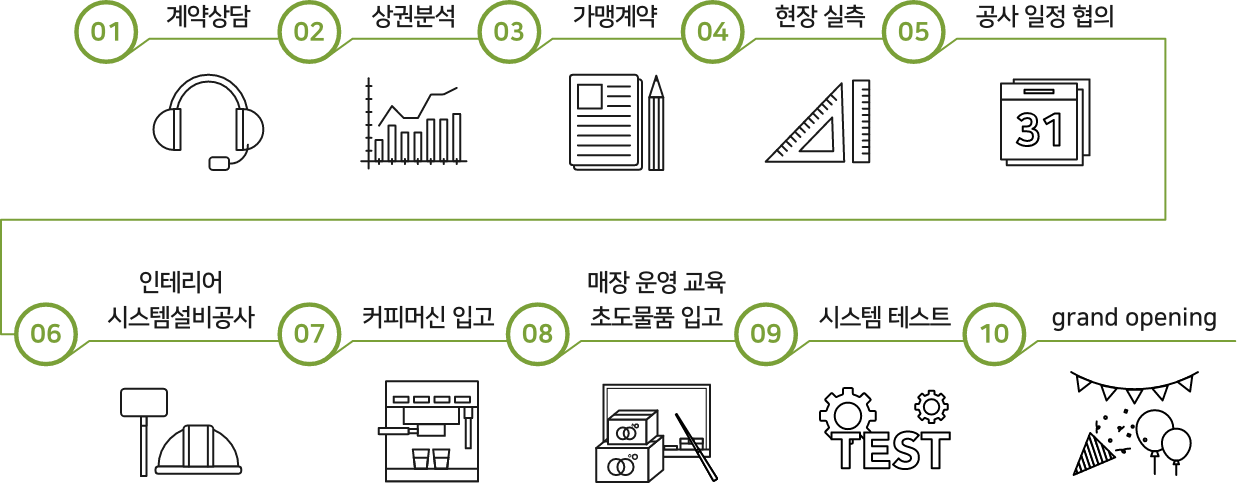 01 계약상담
02 상권분석
03 가맹계약
04 현장 실측
05 공사 일정 협의
31
06 인테리어
시스템설비공사
07 커피머신 입고
08 매장 운영 교육
초도물품 입고
09 시스템 테스트
TEST
10 grand opening